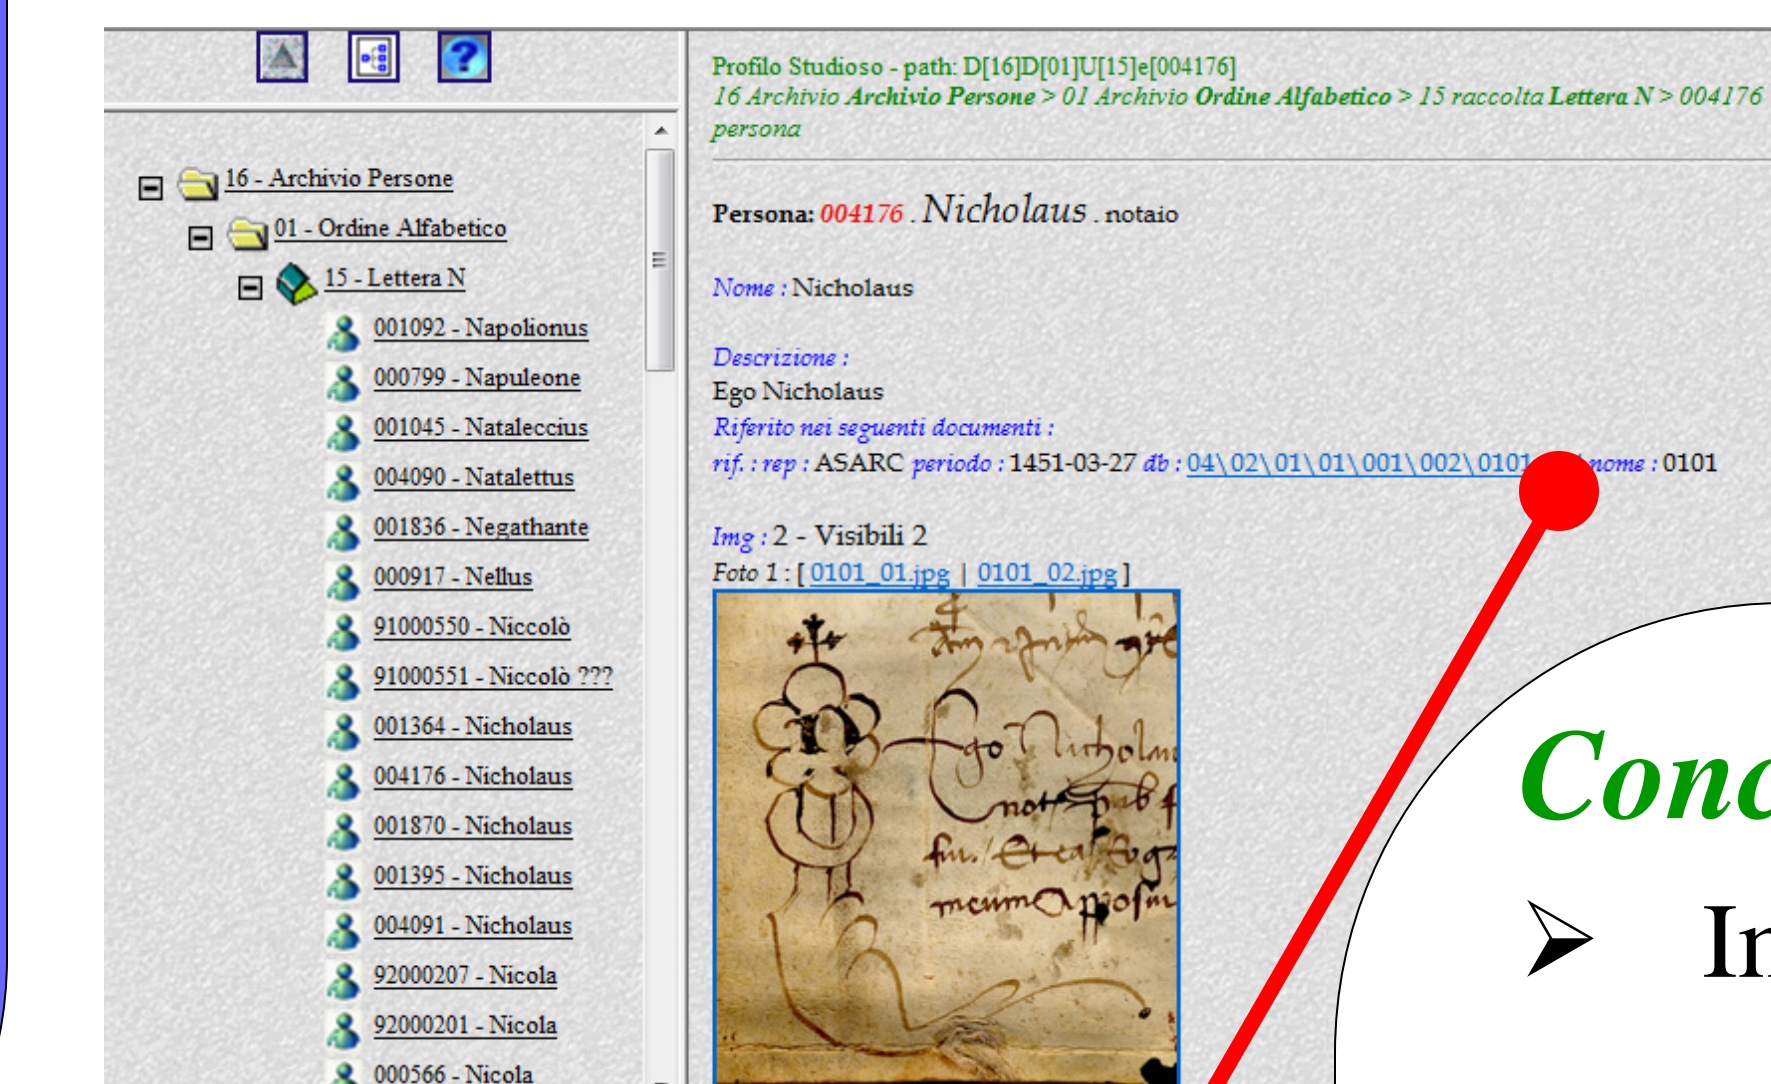 Profilo Studioso - path: D[16]D[01]U[15]e[004176]
16 Archivio Archivio Persone > 01 Archivio Ordine Alfabetico > 15 raccolta Lettera N > 004176
persona
16 - Archivio Persone
01 - Ordine Alfabetico
15 - Lettera N
001092 - Napolionus
000799 - Napuleone
001045 - Nataleccius
004090 - Natalettus
001836 - Negathante
000917 - Nellus
91000550 - Niccolò
91000551 - Niccolò ???
001364 - Nicholaus
004176 - Nicholaus
001870 - Nicholaus
001395 - Nicholaus
004091 - Nicholaus
92000207 - Nicola
92000201 - Nicola
000566 - Nicola
Persona: 004176 . Nicholaus . notaio
Nome : Nicholaus
Descrizione :
Ego Nicholaus
Riferito nei seguenti documenti :
rif. : rep : ASARC periodo : 1451-03-27 db : 04\02\01\01\001\002\0101 nome : 0101
Img : 2 - Visibili 2
Foto 1 : [ 0101_01.jpg | 0101_02.jpg ]
Ego